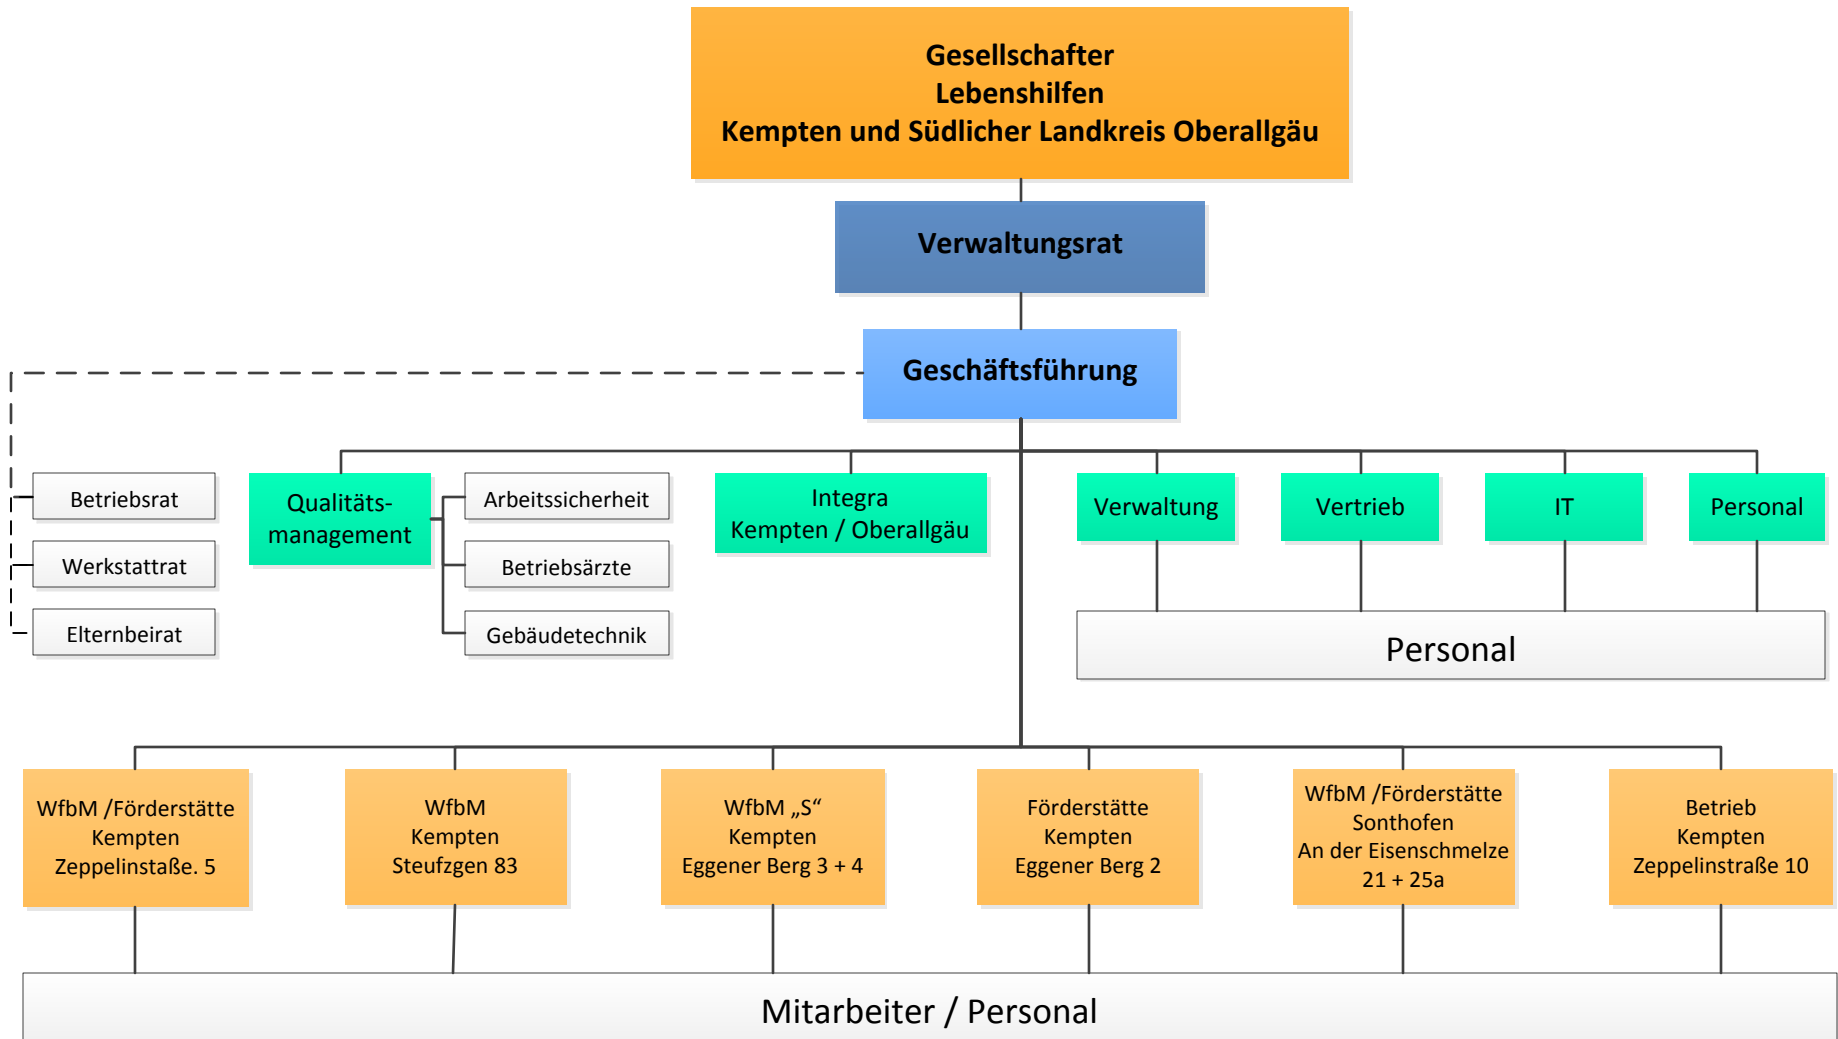 Gesellschafter
Lebenshilfen
Kempten und Südlicher Landkreis Oberallgäu
Verwaltungsrat
Geschäftsführung
Betriebsrat
Werkstattrat
Elternbeirat
Qualitäts-
management
Arbeitssicherheit
Betriebsärzte
Gebäudetechnik
Integra
Kempten / Oberallgäu
Verwaltung
Vertrieb
IT
Personal
Personal
WfbM /Förderstätte
Kempten
Zeppelinstaße. 5
WfbM
Kempten
Steufzgen 83
WfbM „S“
Kempten
Eggener Berg 3 + 4
Förderstätte
Kempten
Eggener Berg 2
WfbM /Förderstätte
Sonthofen
An der Eisenschmelze
21 + 25a
Betrieb
Kempten
Zeppelinstraße 10
Mitarbeiter / Personal